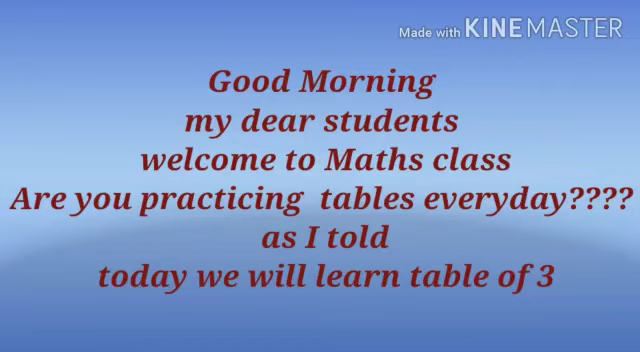 Made with KINEMASTER
Good Morning
my dear students
welcome to Maths class
Are you practicing tables everyday????
as I told
today we will learn table of 3